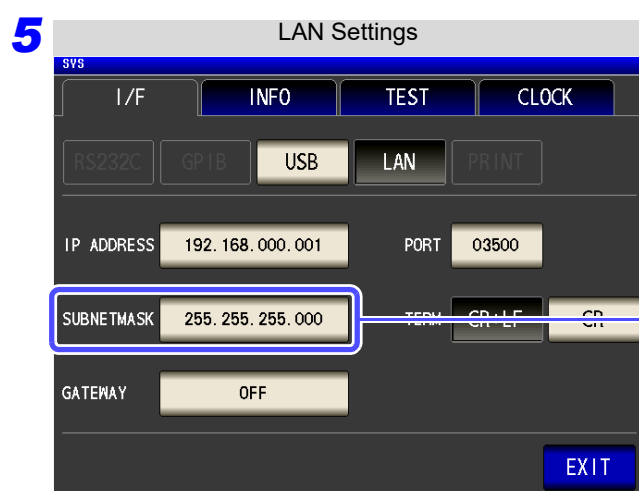 5
LAN Settings
SYS
I/F INFO TEST CLOCK
RS232C GPIB USB LAN PRINT
IP ADDRESS 192.168.000.001 PORT 03500
SUBNETMASK 255.255.255.000 TERM CR+LF CR
GATEWAY OFF
EXIT